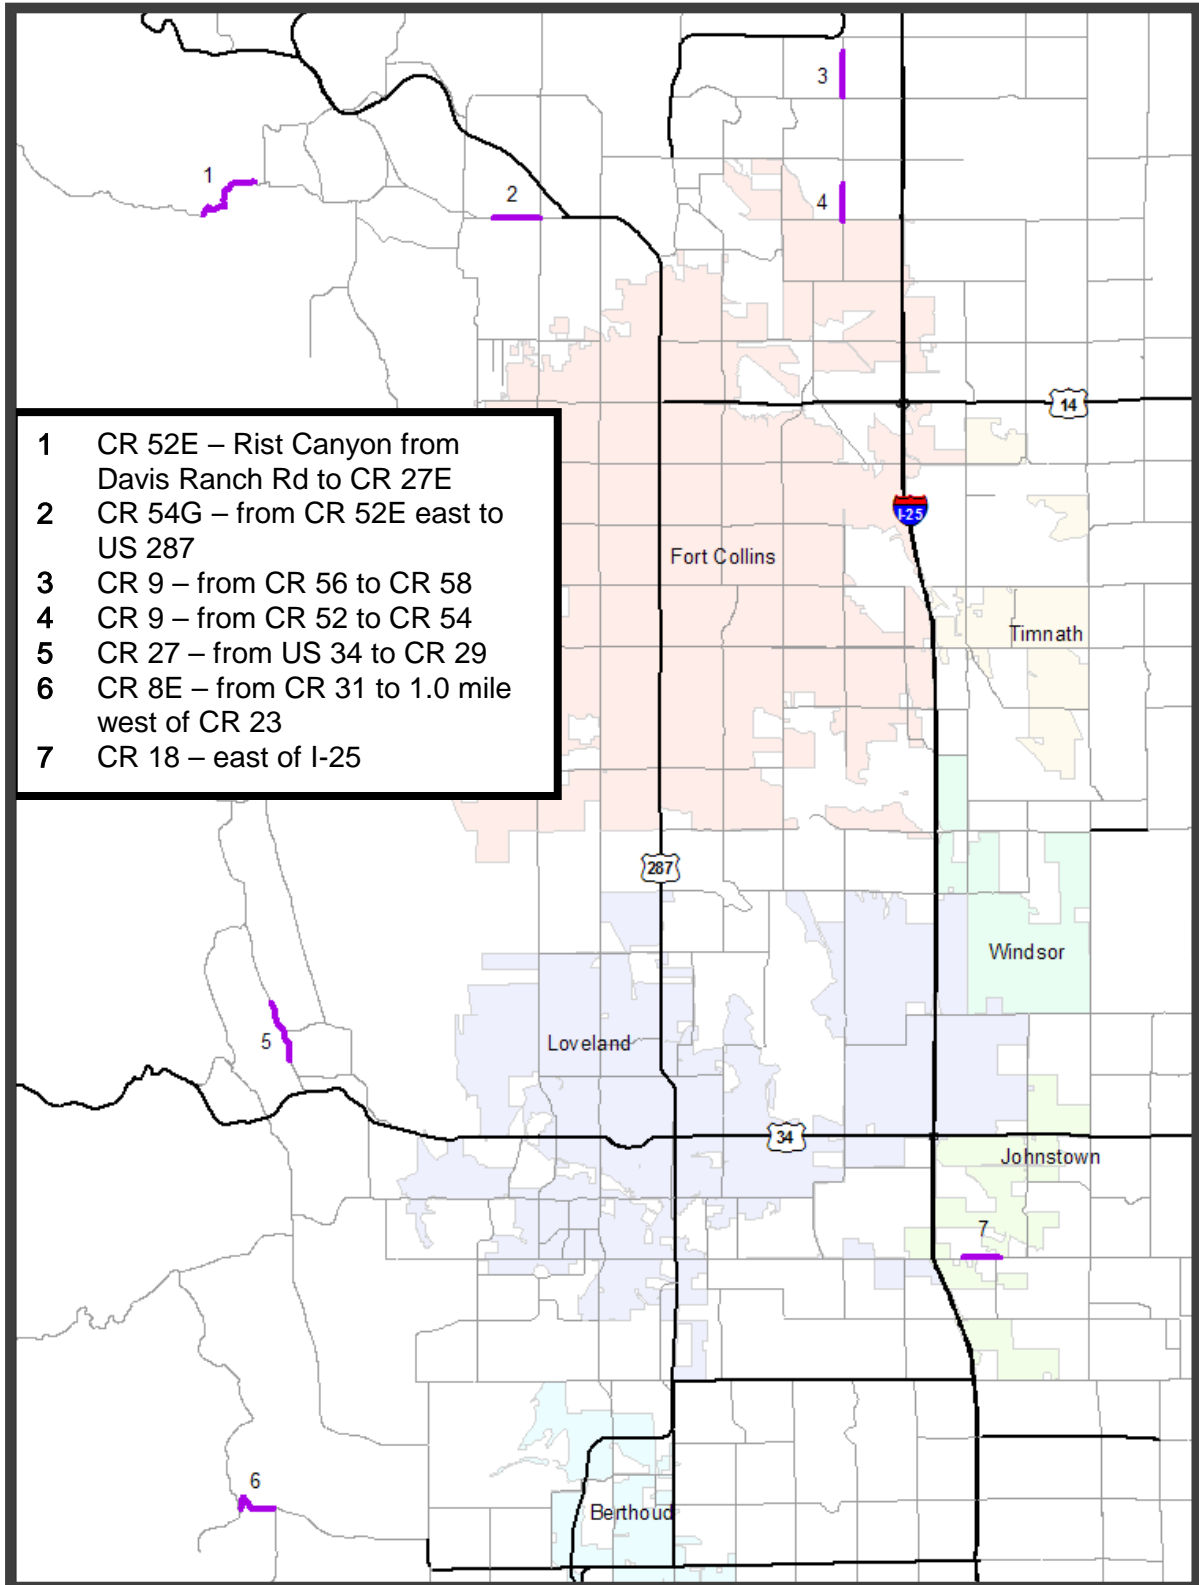 3
1
2
4
14
1 CR 52E – Rist Canyon from
Davis Ranch Rd to CR 27E
2 CR 54G – from CR 52E east to
US 287
3 CR 9 – from CR 56 to CR 58
4 CR 9 – from CR 52 to CR 54
5 CR 27 – from US 34 to CR 29
6 CR 8E – from CR 31 to 1.0 mile
west of CR 23
7 CR 18 – east of I-25
I-25
Fort Collins
Timnath
287
Windsor
5
Loveland
34
Johnstown
7
6
Berthoud